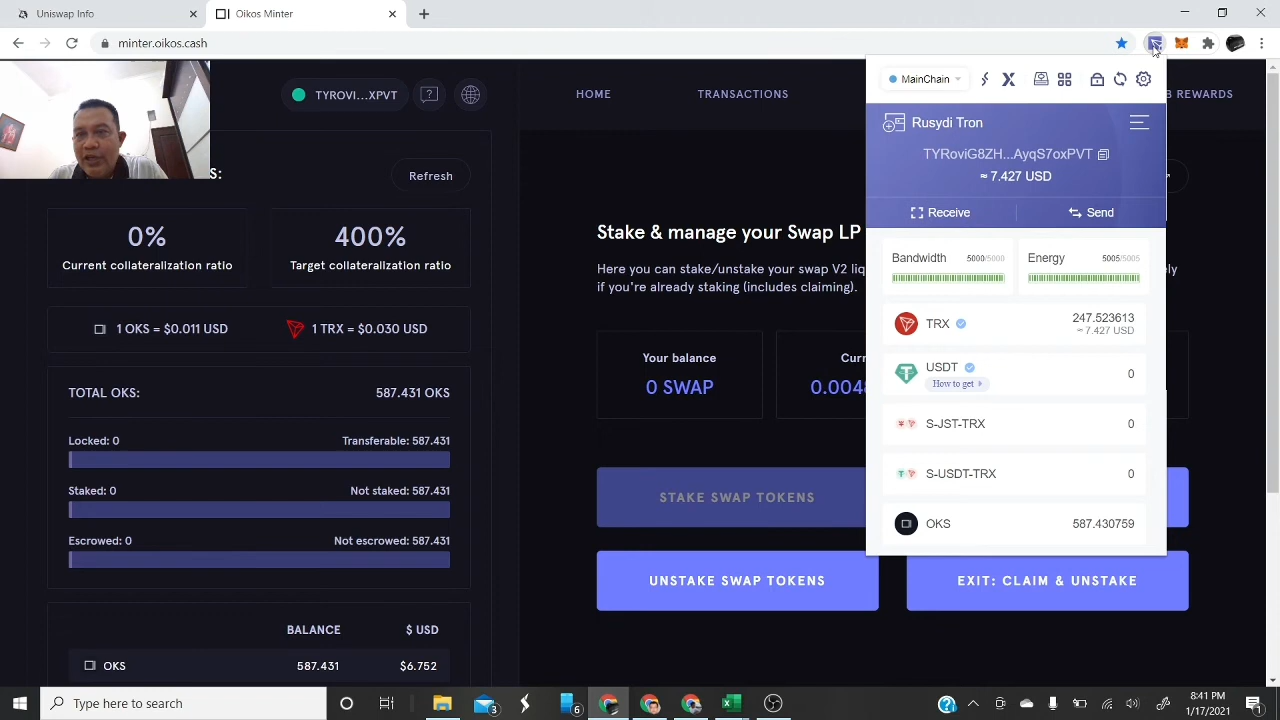 Uniswap Info
Oikos Minter
minter.oikos.cash
TYROVI...XPVT
HOME
TRANSACTIONS
B REWARDS
S:
Refresh
0%
Current collateralization ratio
400%
Target collateralization ratio
1 OKS = $0.011 USD
1 TRX = $0.030 USD
TOTAL OKS:
587.431 OKS
Locked: 0
Transferable: 587.431
Staked: 0
Not staked: 587.431
Escrowed: 0
Not escrowed: 587.431
BALANCE
$ USD
OKS
587.431
$6.752
Stake & manage your Swap LP
Here you can stake/unstake your swap V2 liq
if you're already staking (includes claiming).
Your balance
0 SWAP
Curr
0.0048
STAKE SWAP TOKENS
UNSTAKE SWAP TOKENS
EXIT: CLAIM & UNSTAKE
MainChain
Rusydi Tron
TYRoviG8ZH...AyqS7oxPVT
≈ 7.427 USD
Receive
Send
Bandwidth
5000/5000
Energy
5005/5005
TRX
247.523613
≈ 7.427 USD
USDT
How to get
0
S-JST-TRX
0
S-USDT-TRX
0
OKS
587.430759
Type here to search
3
6
8:41 PM
1/17/2021